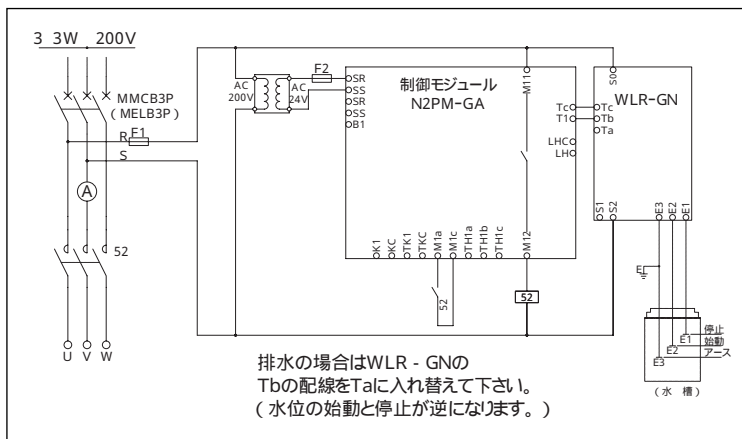 3 3W 200V
MMCB3P
(MELB3P)
R
F1
S
A
52
U
V
W
AC
200V
AC
24V
F2
SR
SS
SR
SS
B1
制御モジュール
N2PM-GA
M11
Tc
T1
LHC
LH
K1
KC
TK1
TKC
M1a
M1c
TH1a
TH1b
TH1c
M12
52
52
S0
WLR-GN
Tc
Tb
Ta
S1
S2
E3
E2
E1
E
停止
E1
始動
E2
アース
E3
(水 槽)
排水の場合はWLR - GNの
Tbの配線をTaに入れ替えて下さい。
(水位の始動と停止が逆になります。)